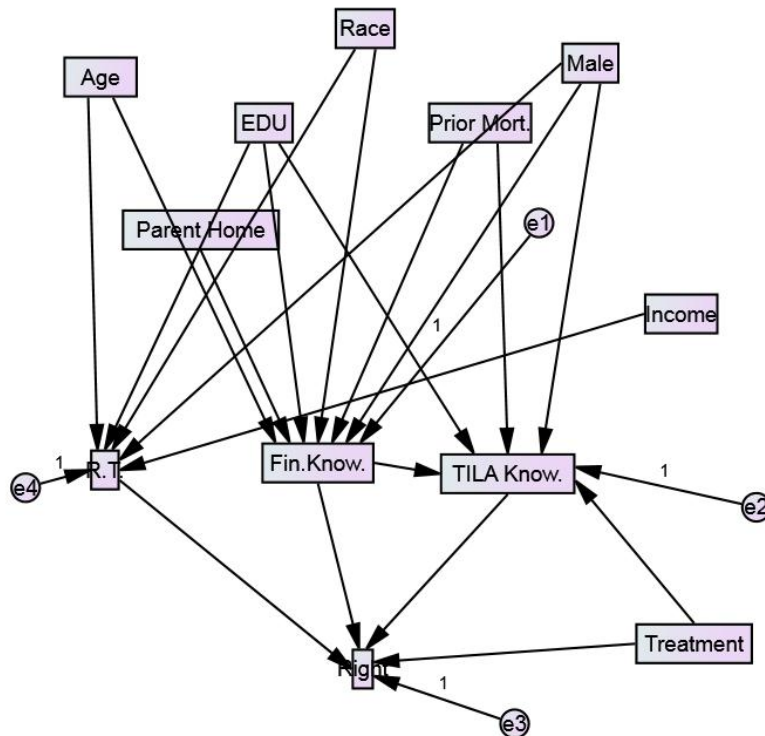 Race
Age
Male
EDU
Prior Mort.
Parent Home
e1
Income
1
R.T.
Fin.Know.
TILA Know.
1
1
e4
e2
Treatment
Right
1
e3